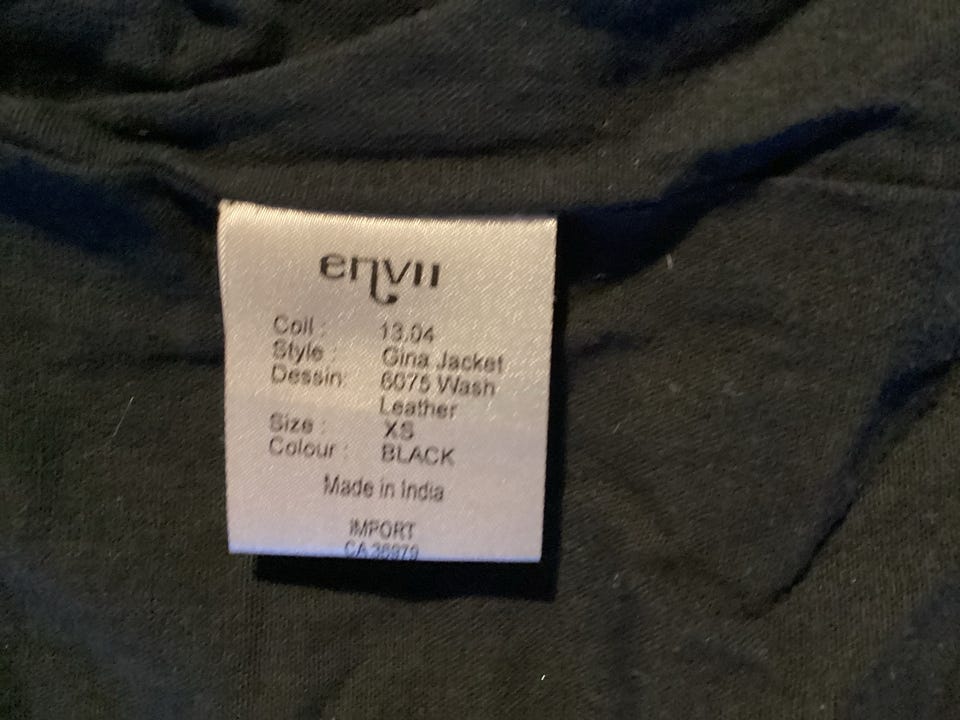 envii
Coll : 13.04
Style : Gina Jacket
Dessin: 6075 Wash
Leather
Size : XS
Colour : BLACK
Made in India
IMPORT
CA 36979